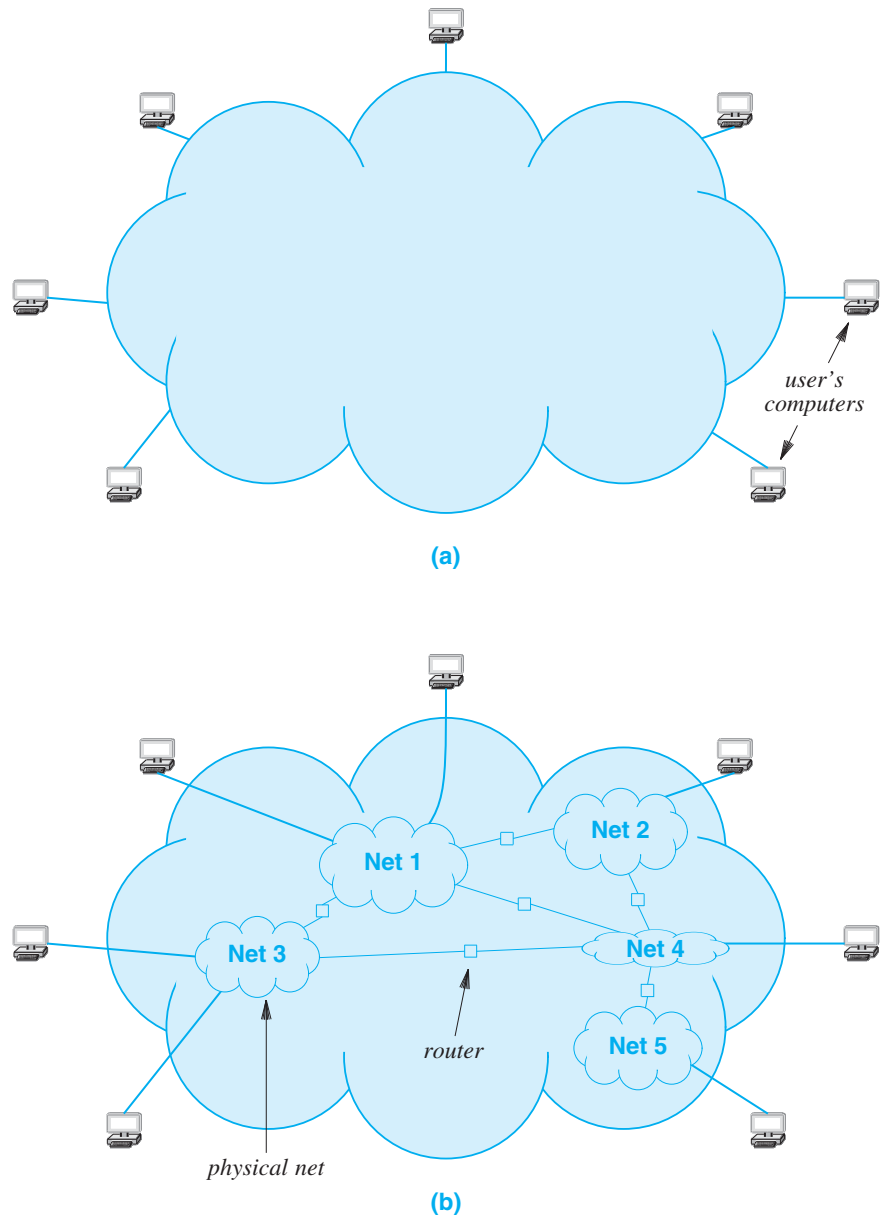 user's
computers
(a)
Net 1
Net 2
Net 3
Net 4
Net 5
router
physical net
(b)